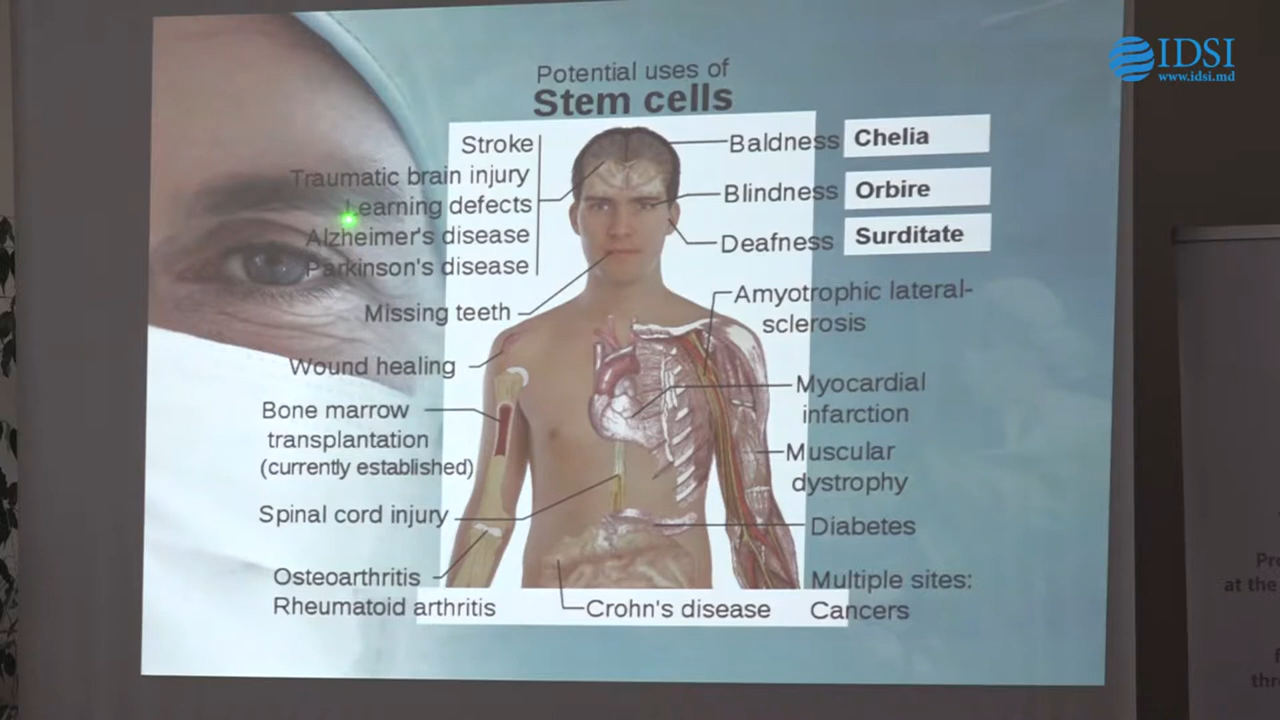 IDSI
www.idsi.md
Potential uses of
Stem cells
Stroke
Traumatic brain injury
Learning defects
Alzheimer's disease
Parkinson's disease
Missing teeth
Wound healing
Bone marrow
transplantation
(currently established)
Spinal cord injury
Osteoarthritis
Rheumatoid arthritis
Baldness
Chelia
Blindness
Orbire
Deafness
Surditate
Amyotrophic lateral-
sclerosis
Myocardial
infarction
Muscular
dystrophy
Diabetes
Multiple sites:
Cancers
Crohn's disease
at the